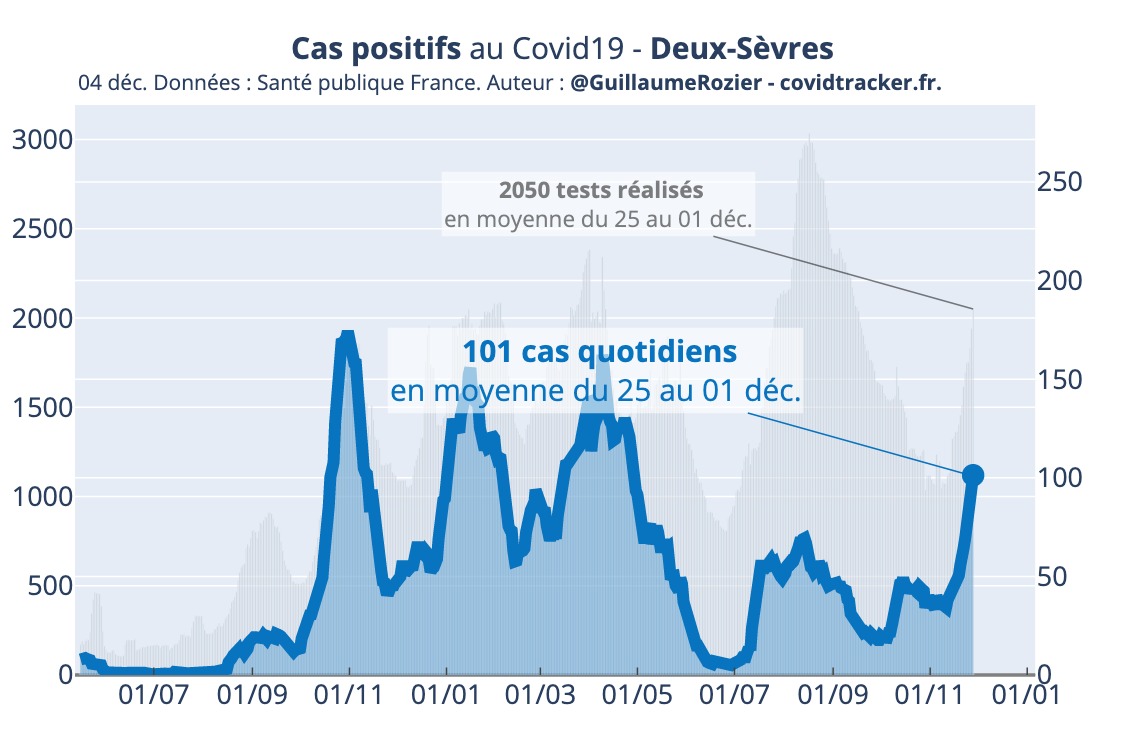 Cas positifs au Covid19 - Deux-Sèvres
04 déc. Données : Santé publique France. Auteur : @GuillaumeRozier - covidtracker.fr.
3000
2500
2000
1500
1000
500
0
250
200
150
100
50
0
2050 tests réalisés
en moyenne du 25 au 01 déc.
101 cas quotidiens
en moyenne du 25 au 01 déc.
01/07 01/09 01/11 01/01 01/03 01/05 01/07 01/09 01/11 01/01